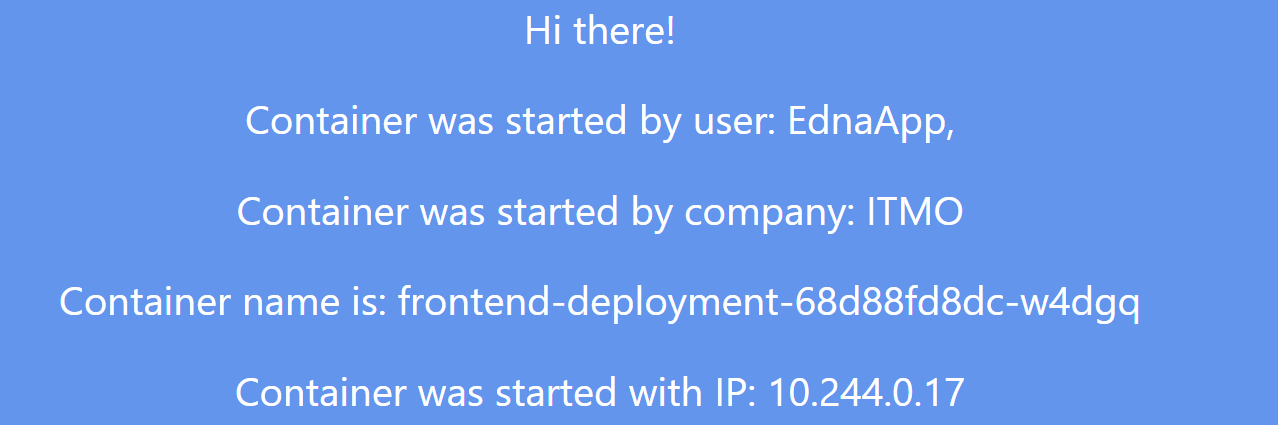 Hi there!
Container was started by user: EdnaApp,
Container was started by company: ITMO
Container name is: frontend-deployment-68d88fd8dc-w4dgq
Container was started with IP: 10.244.0.17